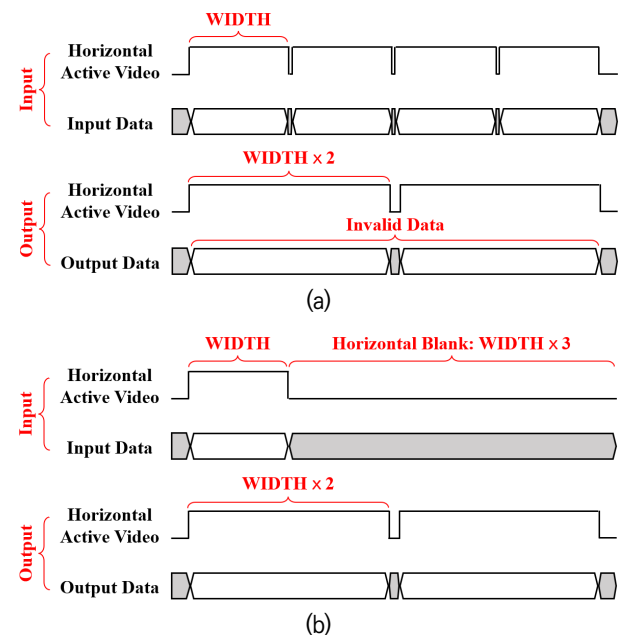 WIDTH
Input
Horizontal
Active Video
Input Data
WIDTH x 2
Output
Horizontal
Active Video
Invalid Data
Output Data
(a)
WIDTH
Horizontal Blank: WIDTH x 3
Input
Horizontal
Active Video
Input Data
WIDTH x 2
Output
Horizontal
Active Video
Output Data
(b)